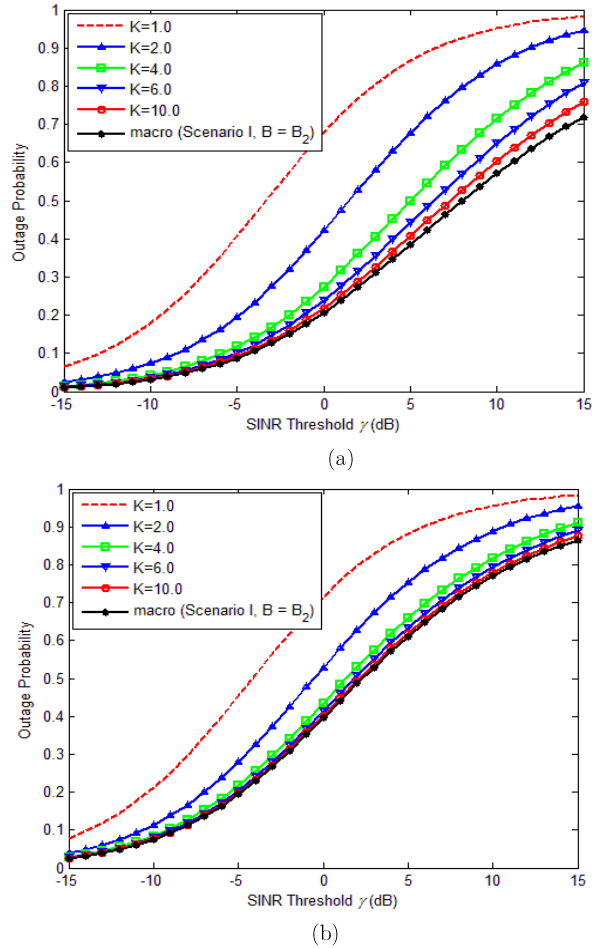 1
0.9
0.8
0.7
0.6
0.5
0.4
0.3
0.2
0.1
0
K=1.0
K=2.0
K=4.0
K=6.0
K=10.0
macro (Scenario I, B = B2)
Outage Probability
-15 -10 -5 0 5 10 15
SINR Threshold γ (dB)
(a)
1
0.9
0.8
0.7
0.6
0.5
0.4
0.3
0.2
0.1
0
K=1.0
K=2.0
K=4.0
K=6.0
K=10.0
macro (Scenario I, B = B2)
Outage Probability
-15 -10 -5 0 5 10 15
SINR Threshold γ (dB)
(b)